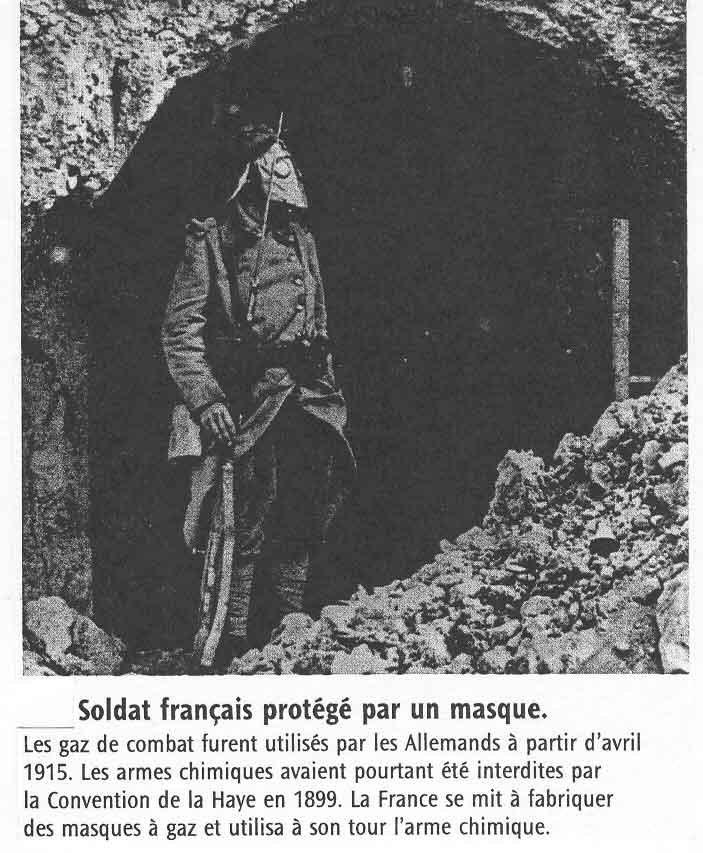 Soldat français protégé par un masque.
Les gaz de combat furent utilisés par les Allemands à partir d'avril
1915. Les armes chimiques avaient pourtant été interdites par
la Convention de la Haye en 1899. La France se mit à fabriquer
des masques à gaz et utilisa à son tour l'arme chimique.